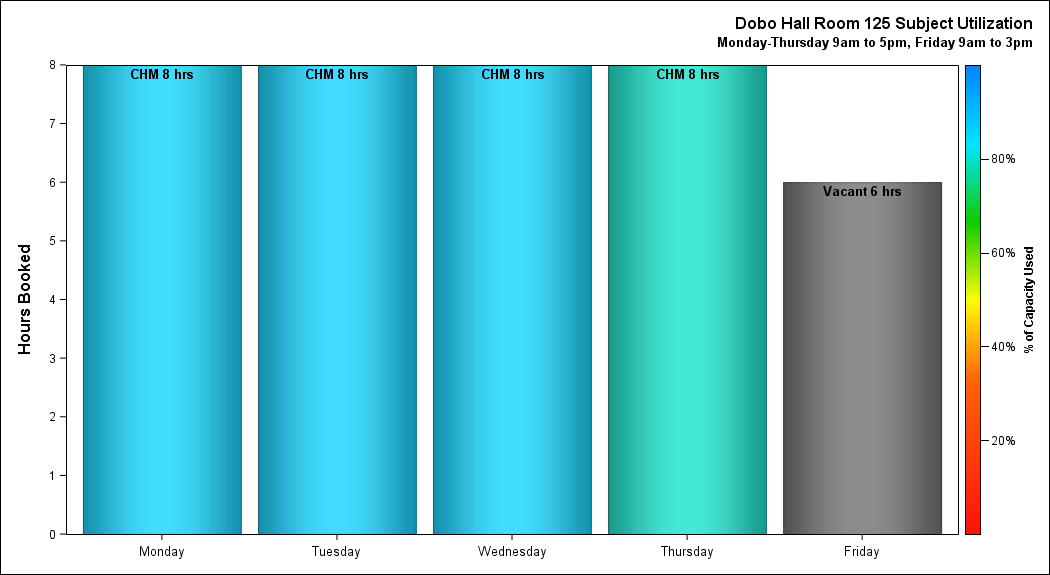 Dobo Hall Room 125 Subject Utilization
Monday-Thursday 9am to 5pm, Friday 9am to 3pm
Hours Booked
8
7
6
5
4
3
2
1
0
CHM 8 hrs
CHM 8 hrs
CHM 8 hrs
CHM 8 hrs
Vacant 6 hrs
Monday
Tuesday
Wednesday
Thursday
Friday
80%
60%
40%
20%
% of Capacity Used